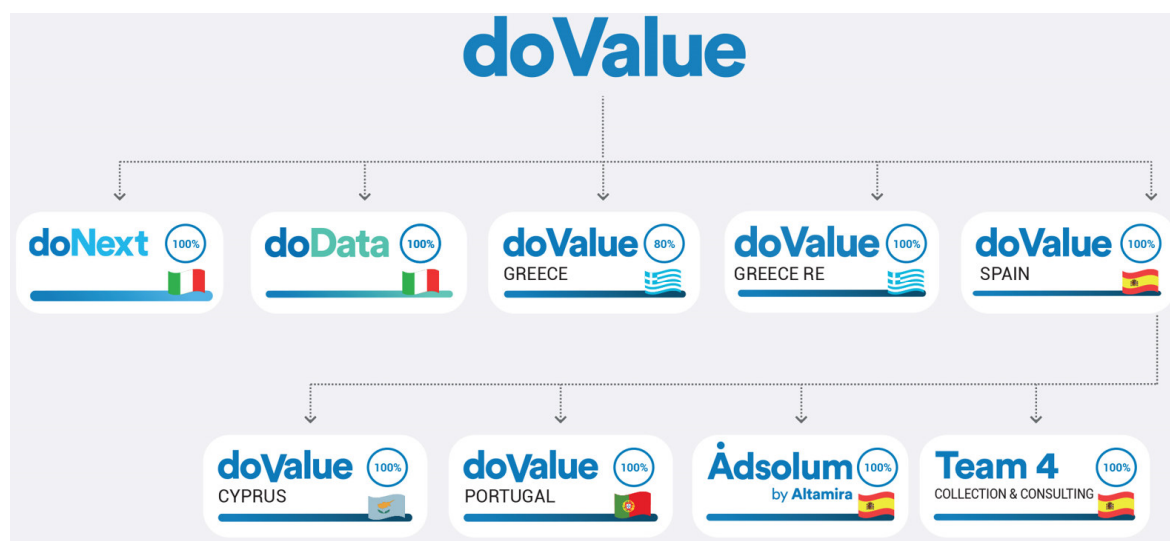 doValue
doNext 100%
doData 100%
doValue 80%
GREECE
doValue 100%
GREECE RE
doValue 100%
SPAIN
doValue 100%
CYPRUS
doValue 100%
PORTUGAL
Adsolum 100%
by Altamira
Team 4 100%
COLLECTION & CONSULTING